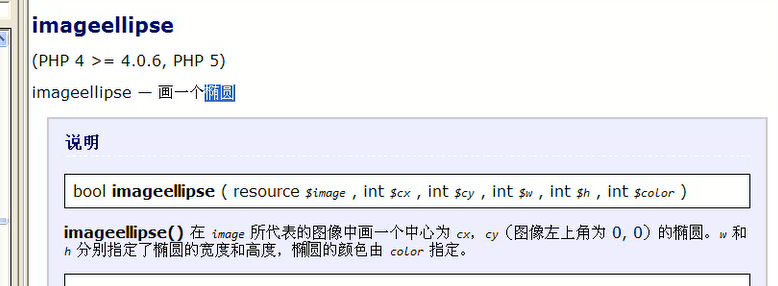 imageellipse
(PHP 4 >= 4.0.6, PHP 5)
imageellipse — 画一个椭圆
说明
bool imageellipse ( resource $image , int $cx , int $cy , int $w , int $h , int $color )
imageellipse() 在 image 所代表的图像中画一个中心为 cx，cy（图像左上角为 0, 0）的椭圆。w 和
h 分别指定了椭圆的宽度和高度，椭圆的颜色由 color 指定。